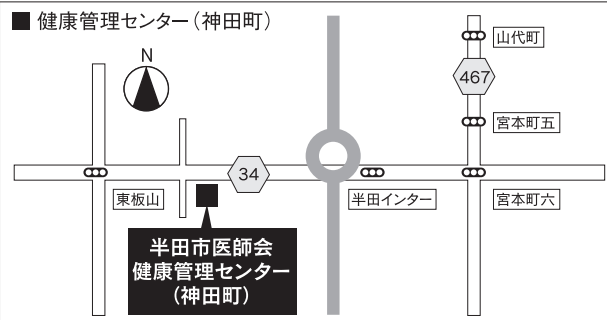 ■ 健康管理センター（神田町）
N
山代町
467
宮本町五
34
東板山
半田インター
宮本町六
半田市医師会
健康管理センター
（神田町）